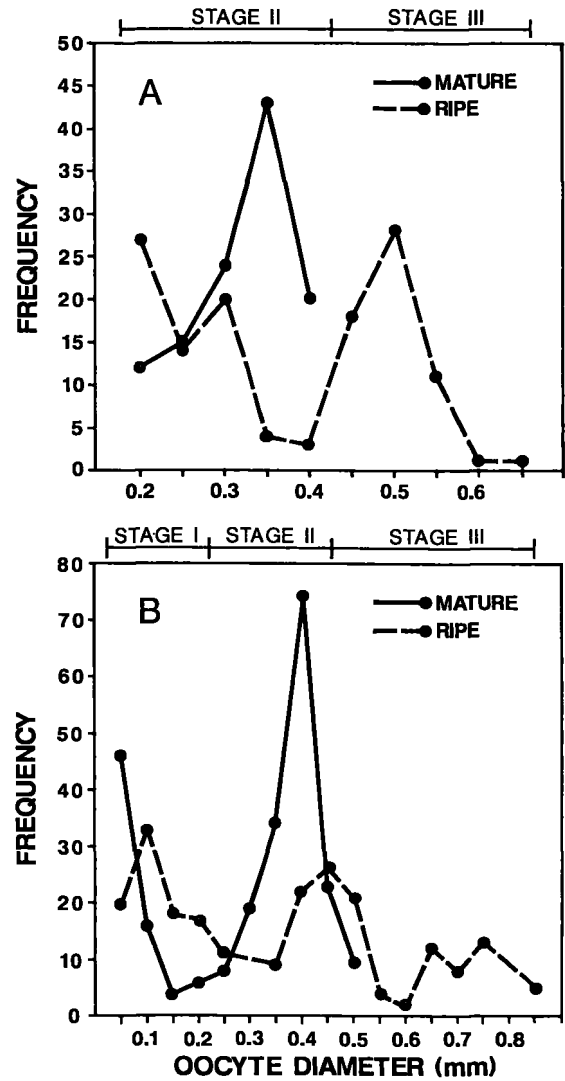 STAGE II STAGE III
50
45
40
35
30
25
20
15
10
5
0
FREQUENCY
A
MATURE
RIPE
0.2 0.3 0.4 0.5 0.6
STAGE I STAGE II STAGE III
80
70
60
50
40
30
20
10
0
FREQUENCY
B
MATURE
RIPE
0.1 0.2 0.3 0.4 0.5 0.6 0.7 0.8
OOCYTE DIAMETER (mm)